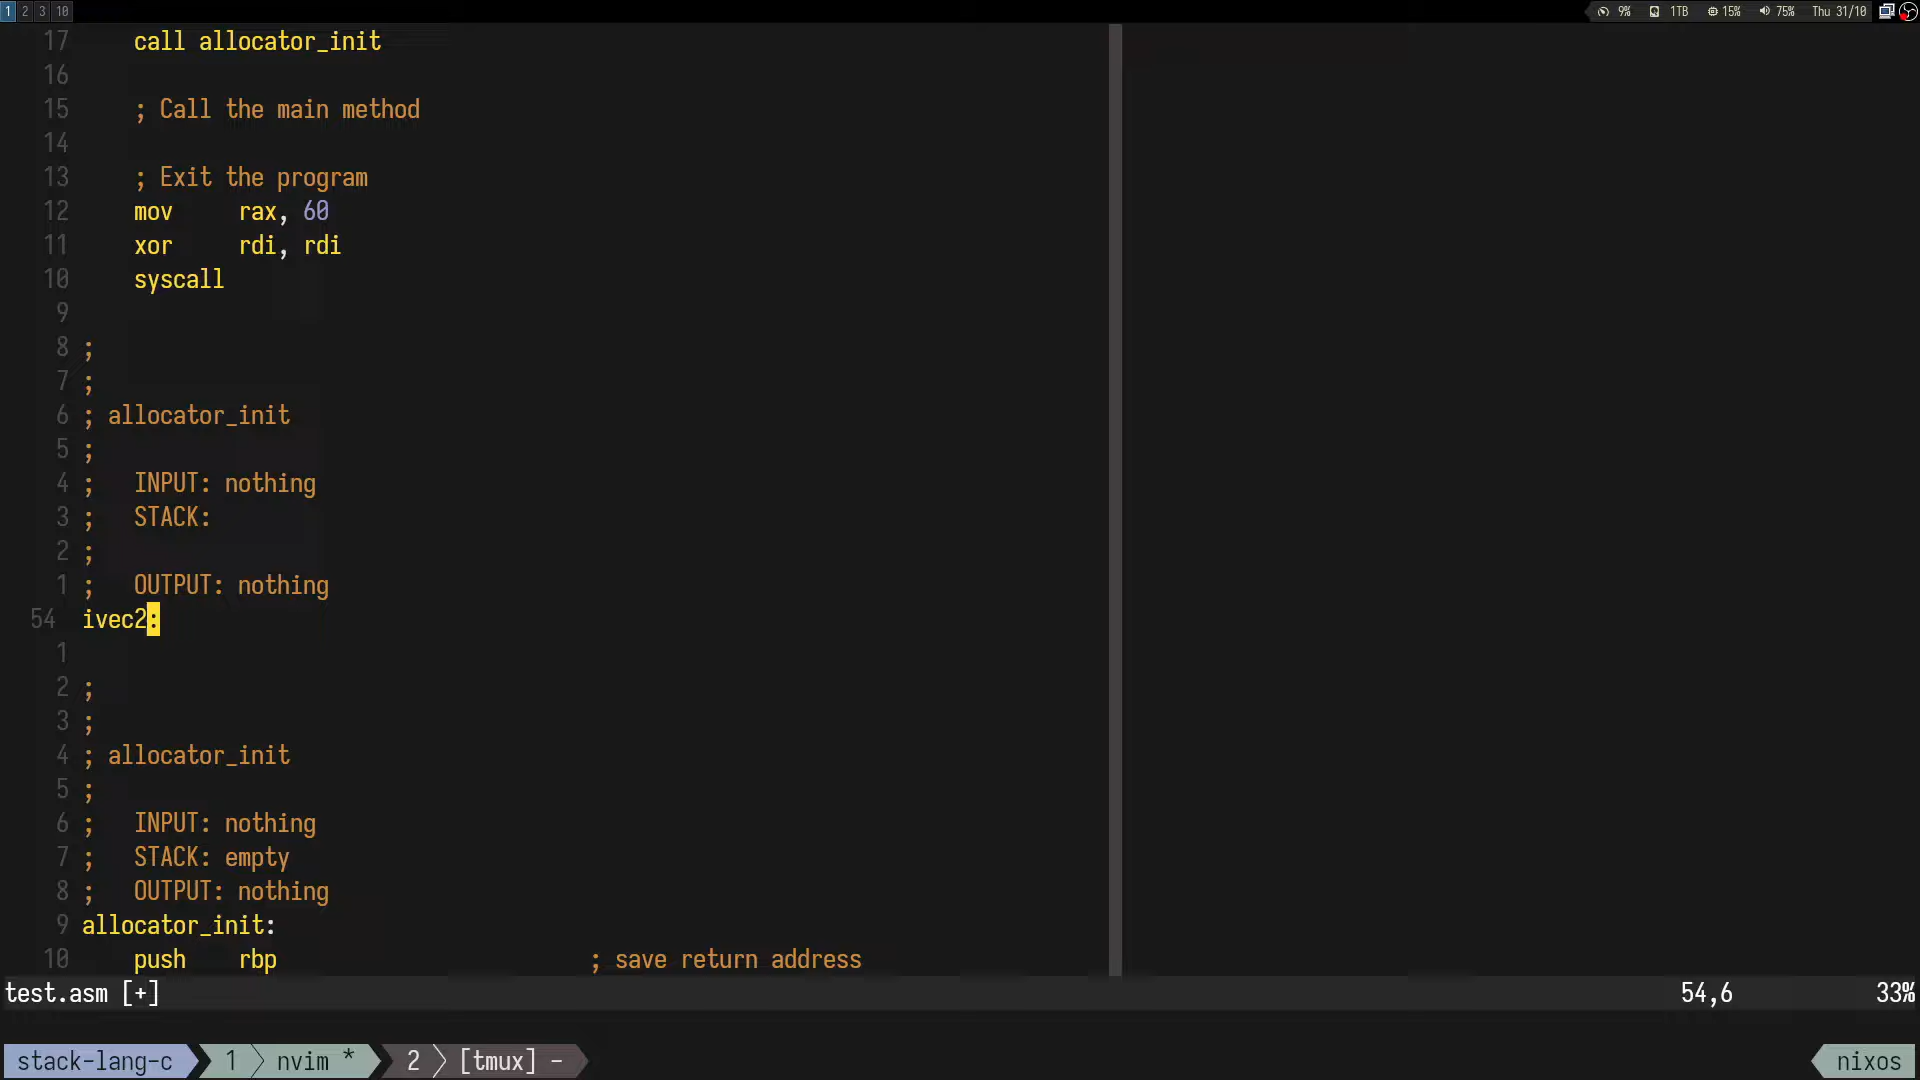 1 2 3 10 9% 1TB 15% 75% Thu 31/10
17 call allocator_init
16
15 ; Call the main method
14
13 ; Exit the program
12 mov rax, 60
11 xor rdi, rdi
10 syscall
9
8 ;
7 ;
6 ; allocator_init
5 ;
4 ; INPUT: nothing
3 ; STACK:
2 ;
1 ; OUTPUT: nothing
54 ivec2:
1
2 ;
3 ;
4 ; allocator_init
5 ;
6 ; INPUT: nothing
7 ; STACK: empty
8 ; OUTPUT: nothing
9 allocator_init:
10 push rbp ; save return address
test.asm [+] 54,6 33%
stack-lang-c 1 nvim * 2 [tmux] - nixos